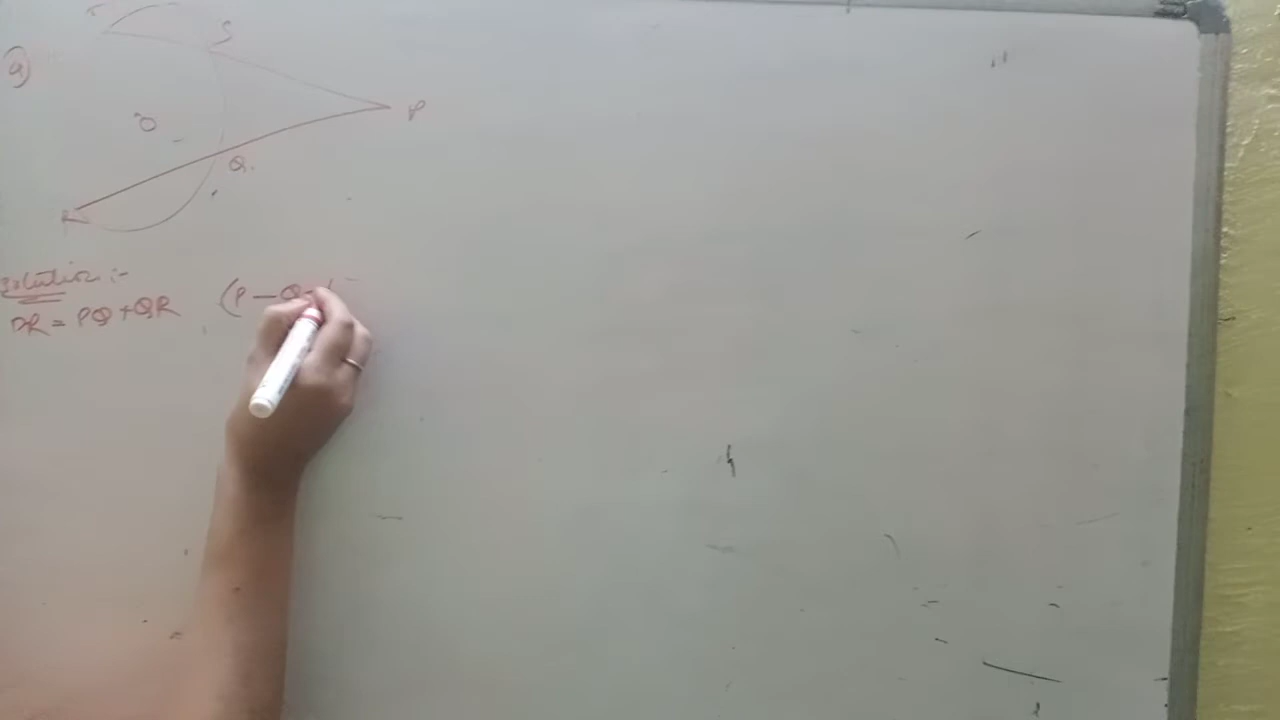 S
a)
P
O
Q.
R
Solution :-
PR = PQ + QR (P – Q –